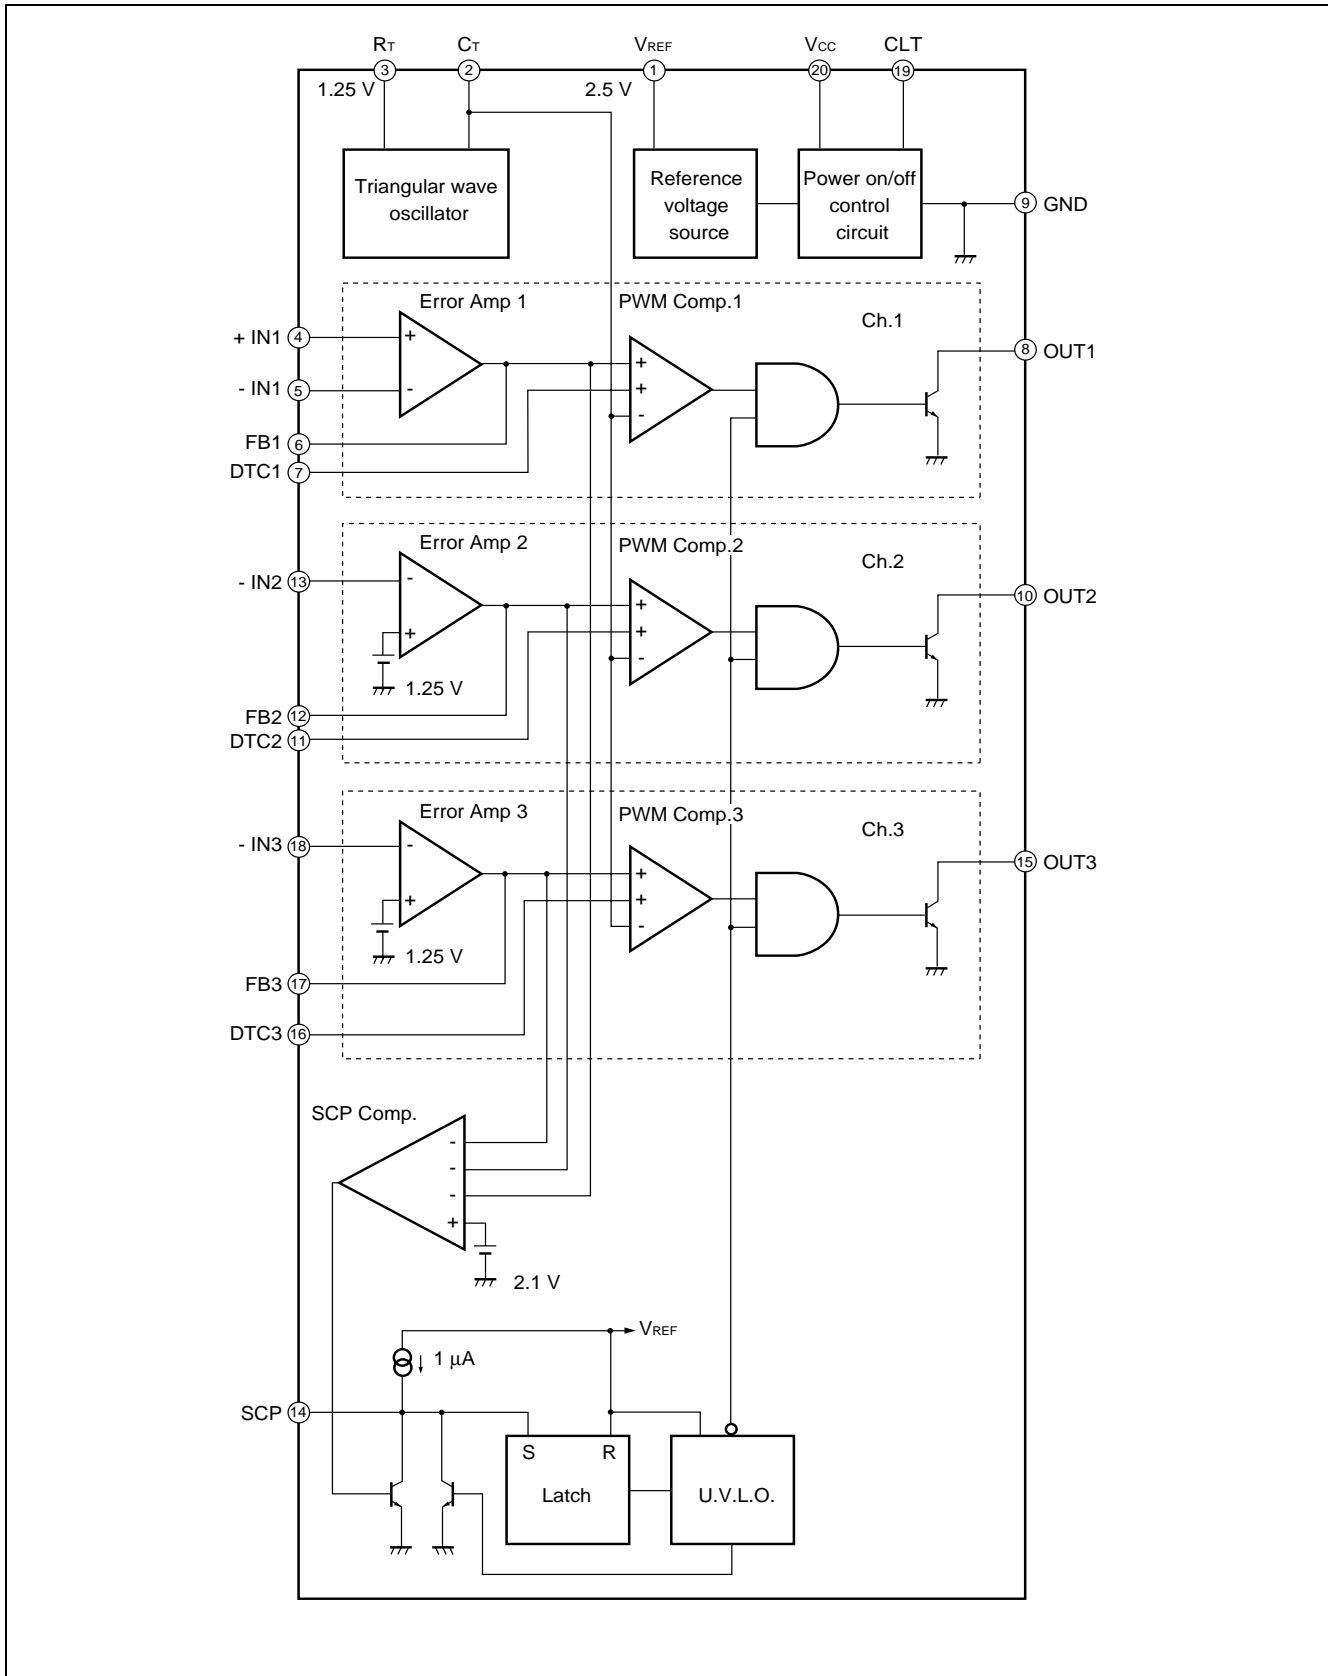 RT CT VREF VCC CLT
3 2 1 20 19
1.25 V 2.5 V
Triangular wave
oscillator
Reference
voltage
source
Power on/off
control
circuit
9 GND
Error Amp 1 PWM Comp.1 Ch.1
+ IN1 4
- IN1 5
FB1 6
DTC1 7
+
-
+
+
-
8 OUT1
Error Amp 2 PWM Comp.2 Ch.2
- IN2 13
-
+
1.25 V
+
+
-
10 OUT2
FB2 12
DTC2 11
Error Amp 3 PWM Comp.3 Ch.3
- IN3 18
-
+
1.25 V
+
+
-
15 OUT3
FB3 17
DTC3 16
SCP Comp.
-
-
-
+
2.1 V
VREF
1 µA
SCP 14
S R
Latch
U.V.L.O.